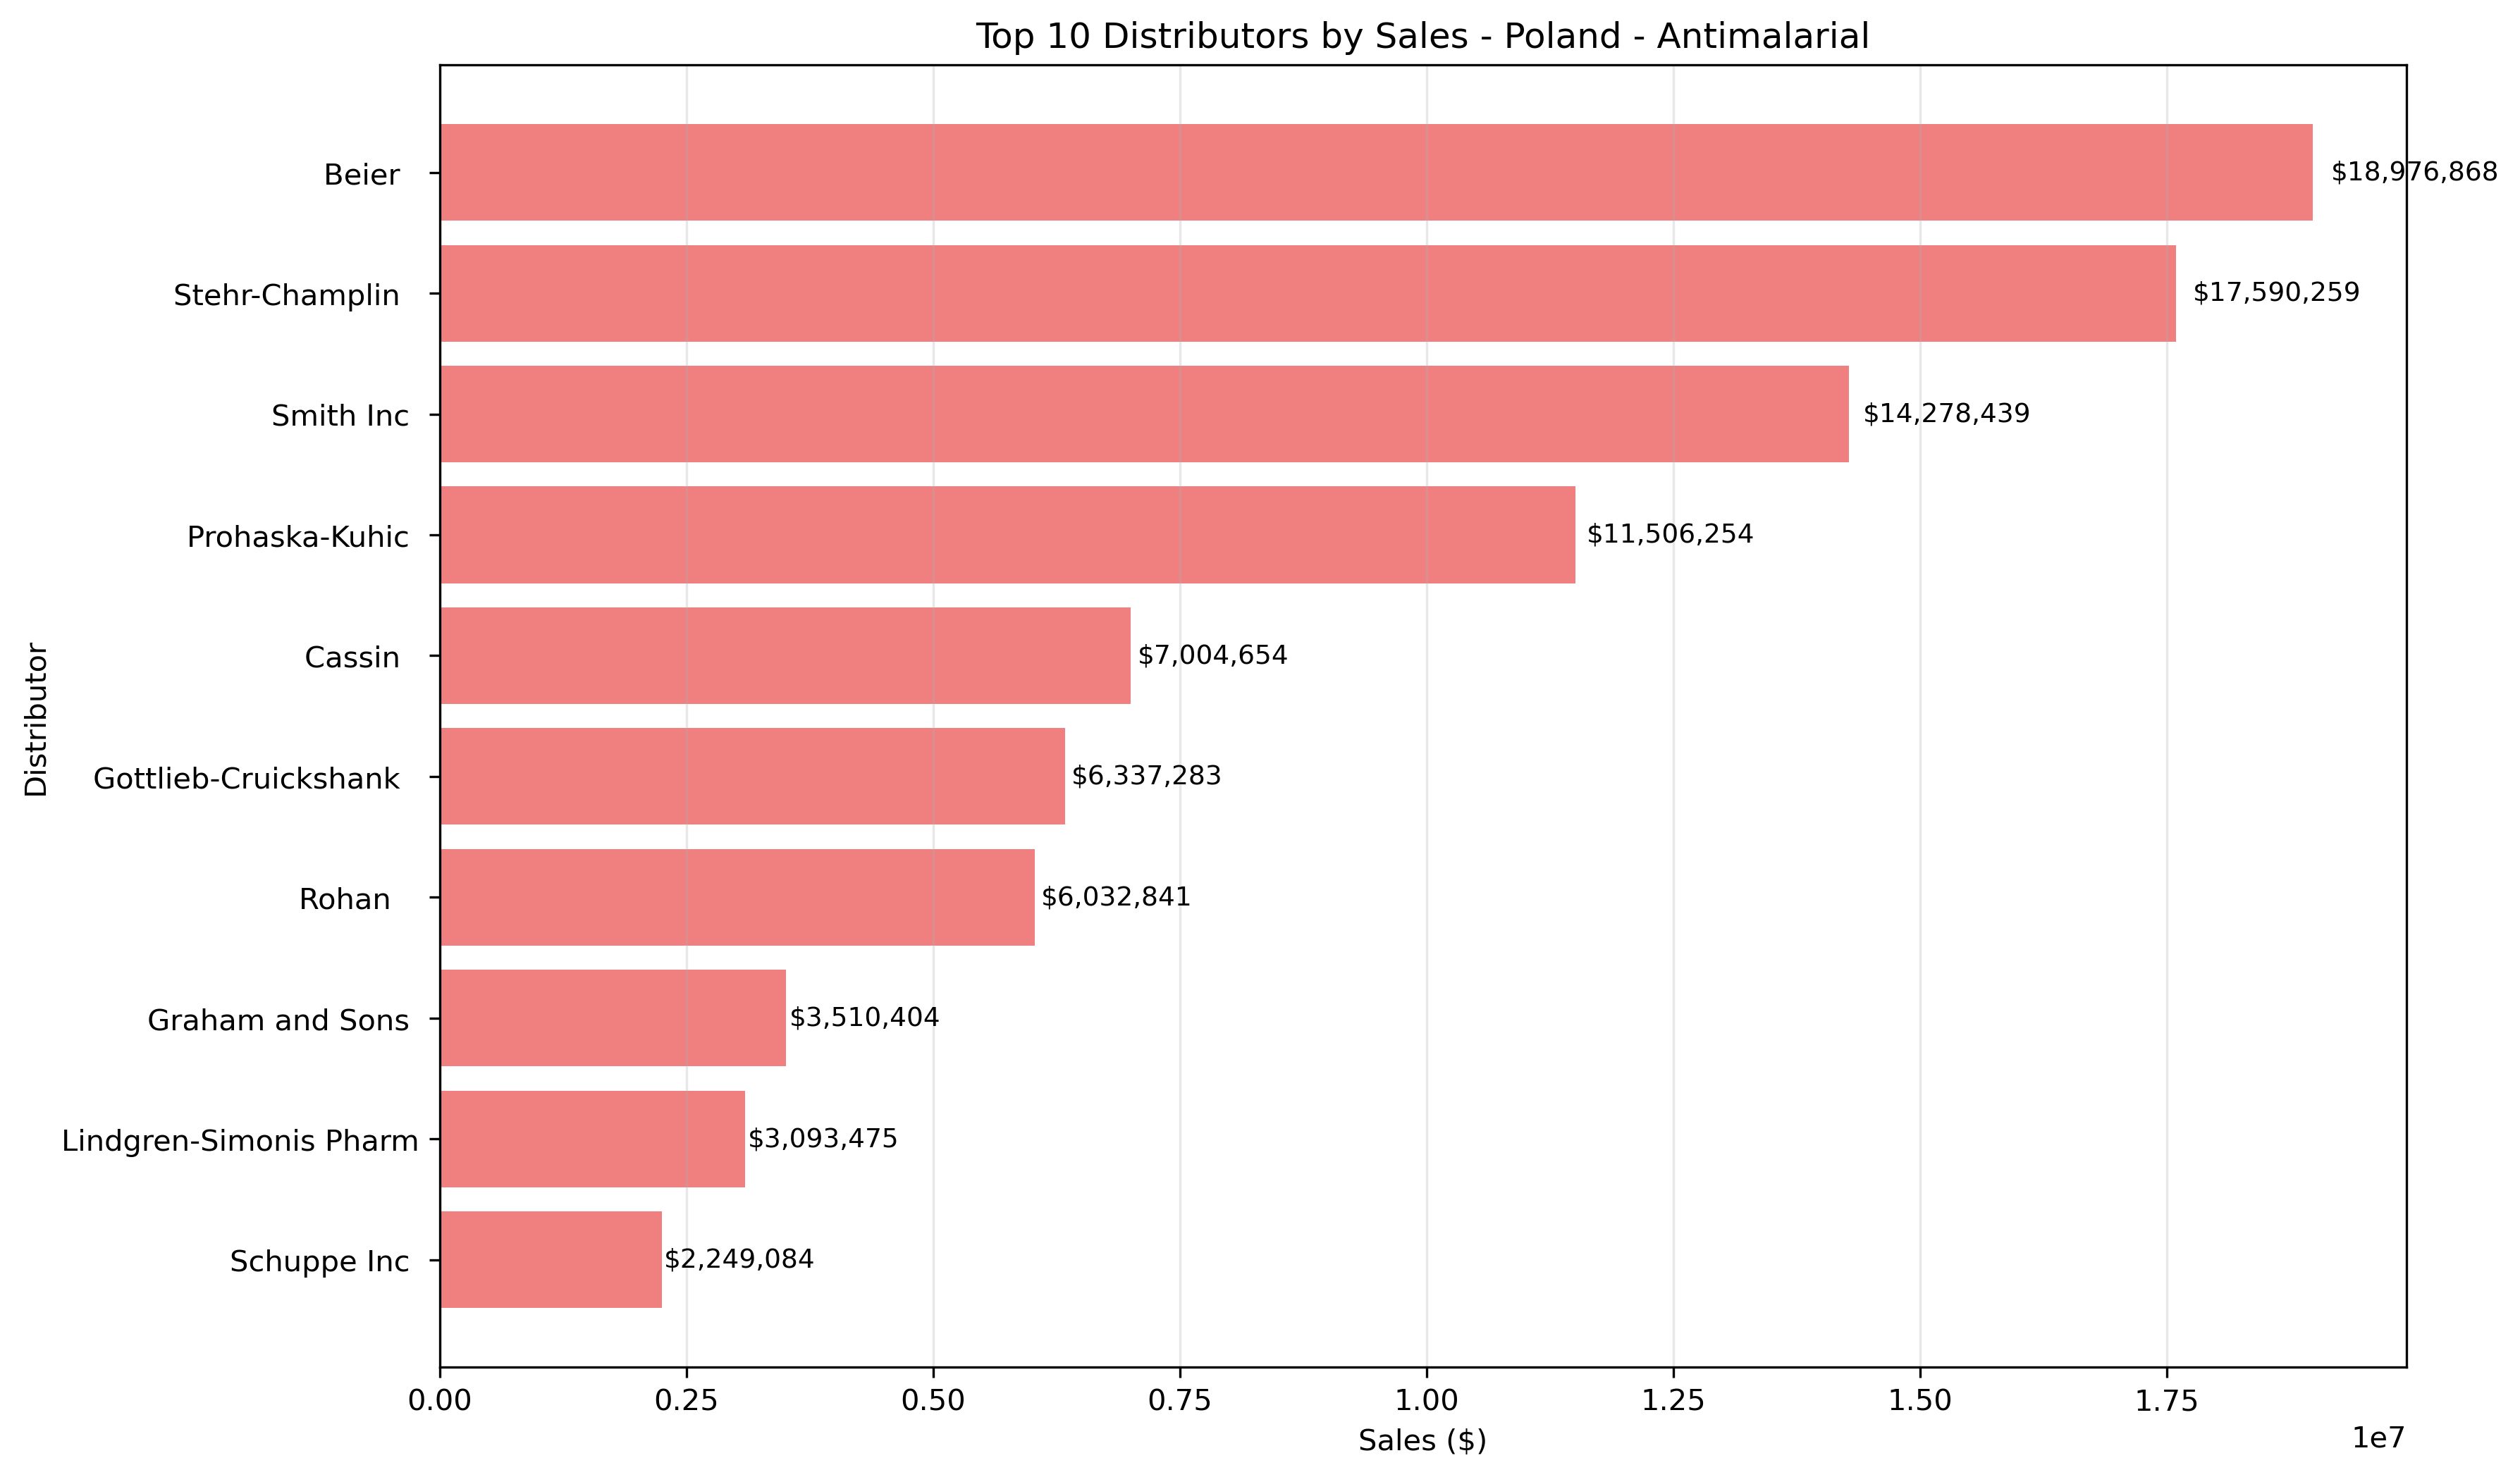 Top 10 Distributors by Sales - Poland - Antimalarial
Distributor
Beier $18,976,868
Stehr-Champlin $17,590,259
Smith Inc $14,278,439
Prohaska-Kuhic $11,506,254
Cassin $7,004,654
Gottlieb-Cruickshank $6,337,283
Rohan $6,032,841
Graham and Sons $3,510,404
Lindgren-Simonis Pharm $3,093,475
Schuppe Inc $2,249,084
0.00 0.25 0.50 0.75 1.00 1.25 1.50 1.75
Sales ($)
1e7